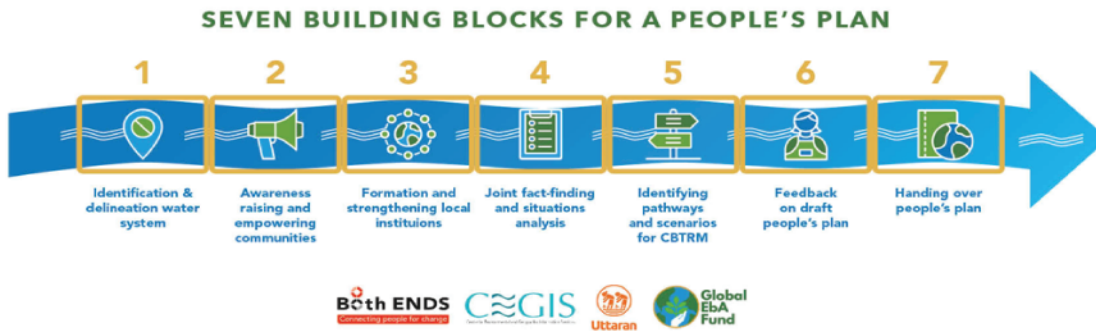 SEVEN BUILDING BLOCKS FOR A PEOPLE'S PLAN
1
2
3
4
5
6
7
Identification &
delineation water
system
Awareness
raising and
empowering
communities
Formation and
strengthening local
instituions
Joint fact-finding
and situations
analysis
Identifying
pathways
and scenarios
for CBTRM
Feedback
on draft
people's plan
Handing over
people's plan
Both ENDS
Connecting people for change
CEGIS
Uttaran
Global
EbA
Fund